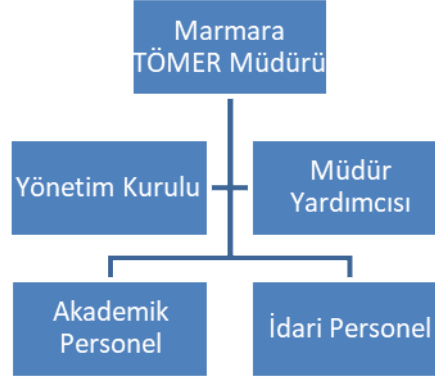 Marmara
TÖMER Müdürü
Yönetim Kurulu
Müdür
Yardımcısı
Akademik
Personel
İdari Personel